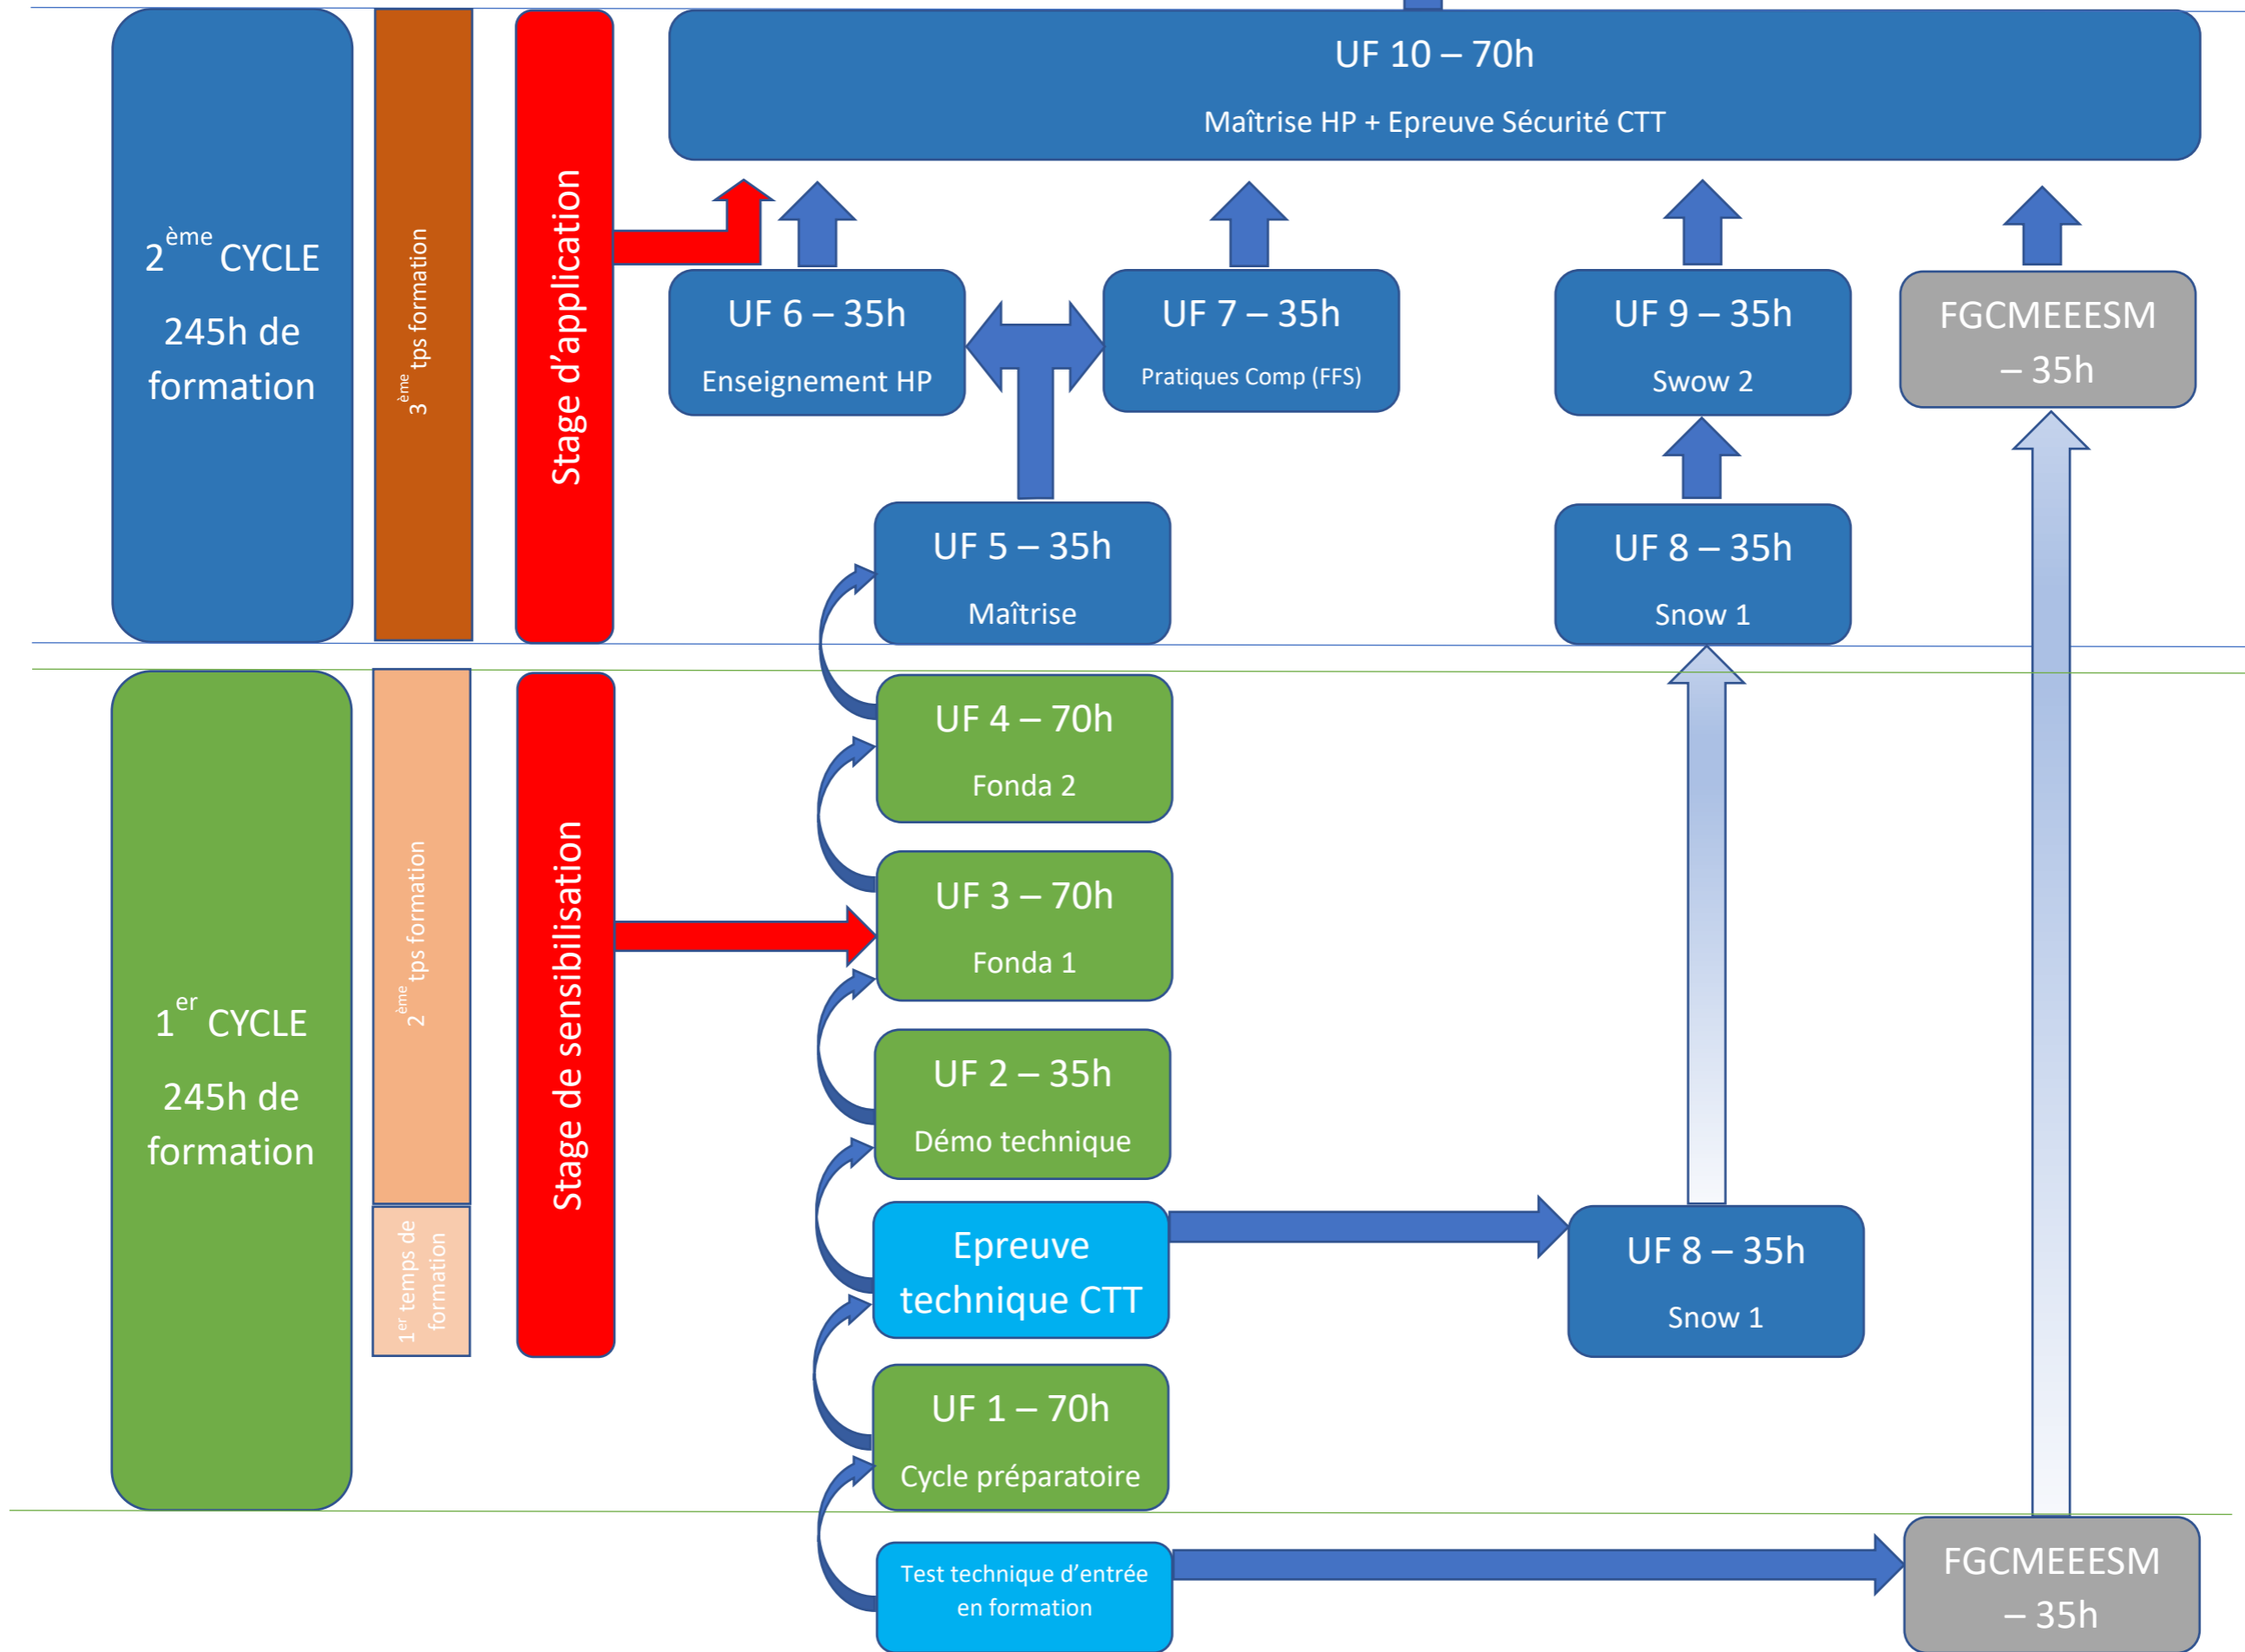 UF 10 – 70h
Maîtrise HP + Epreuve Sécurité CTT
2ème CYCLE
245h de
formation
3ème tps formation
Stage d'application
UF 6 – 35h
Enseignement HP
UF 7 – 35h
Pratiques Comp (FFS)
UF 9 – 35h
Swow 2
FGCMEEESM
– 35h
UF 5 – 35h
Maîtrise
UF 8 – 35h
Snow 1
1er CYCLE
245h de
formation
2ème tps formation
1er temps de
formation
Stage de sensibilisation
UF 4 – 70h
Fonda 2
UF 3 – 70h
Fonda 1
UF 2 – 35h
Démo technique
Epreuve
technique CTT
UF 8 – 35h
Snow 1
UF 1 – 70h
Cycle préparatoire
Test technique d'entrée
en formation
FGCMEEESM
– 35h